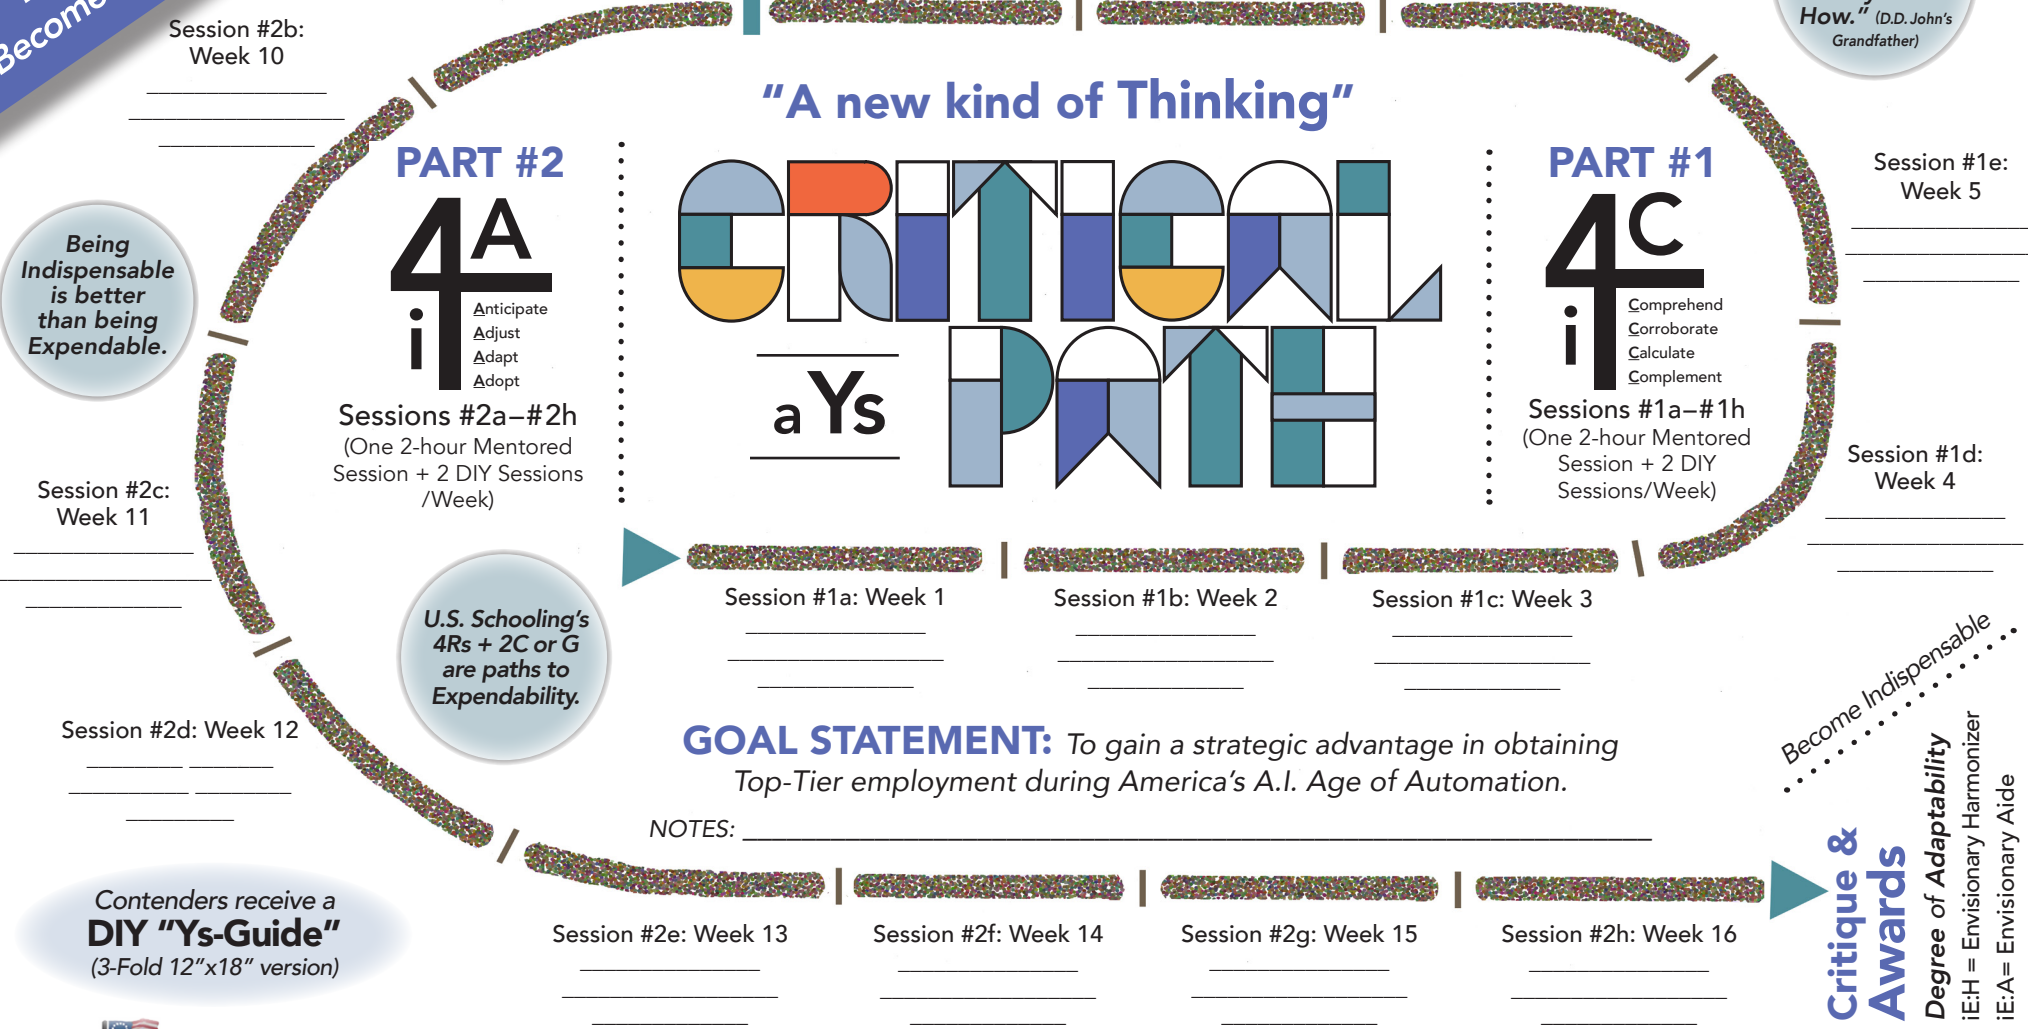 Become
Session #2b:
Week 10
How." (D.D. John's
Grandfather)
"A new kind of Thinking"
PART #2
4A
i
Anticipate
Adjust
Adapt
Adopt
Sessions #2a–#2h
(One 2-hour Mentored
Session + 2 DIY Sessions
/Week)
CRITICAL
a Ys
PATH
PART #1
4C
i
Comprehend
Corroborate
Calculate
Complement
Sessions #1a–#1h
(One 2-hour Mentored
Session + 2 DIY
Sessions/Week)
Session #1e:
Week 5
Being
Indispensable
is better
than being
Expendable.
Session #1d:
Week 4
Session #2c:
Week 11
Session #1a: Week 1
Session #1b: Week 2
Session #1c: Week 3
U.S. Schooling's
4Rs + 2C or G
are paths to
Expendability.
Session #2d: Week 12
GOAL STATEMENT: To gain a strategic advantage in obtaining
Top-Tier employment during America's A.I. Age of Automation.
NOTES:
Become Indispensable
Contenders receive a
DIY "Ys-Guide"
(3-Fold 12"x18" version)
Session #2e: Week 13
Session #2f: Week 14
Session #2g: Week 15
Session #2h: Week 16
Critique &
Awards
Degree of Adaptability
iE:H = Envisionary Harmonizer
iE:A= Envisionary Aide